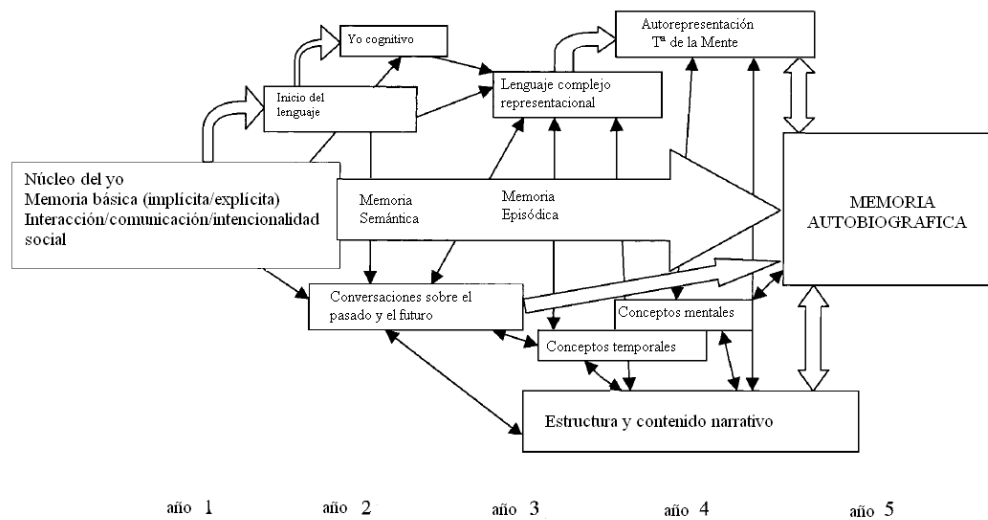 Autorepresentación
Tª de la Mente
Yo cognitivo
Lenguaje complejo
representacional
Inicio del
lenguaje
Núcleo del yo
Memoria básica (implícita/explícita)
Interacción/comunicación/intencionalidad
social
Memoria
Semántica
Memoria
Episódica
MEMORIA
AUTOBIOGRAFICA
Conversaciones sobre el
pasado y el futuro
Conceptos mentales
Conceptos temporales
Estructura y contenido narrativo
año 1
año 2
año 3
año 4
año 5